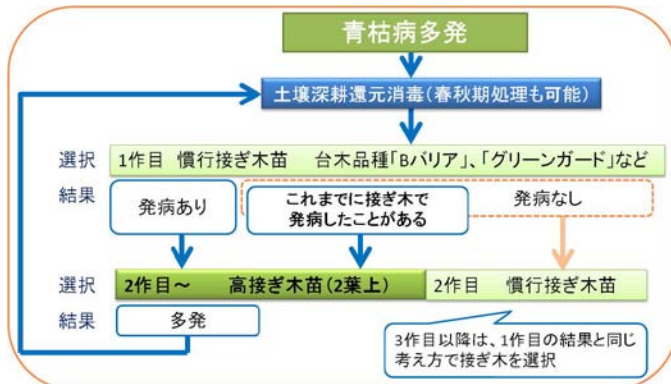 青枯病多発
土壌深耕還元消毒(春秋期処理も可能)
選択
1作目 慣行接ぎ木苗 台木品種「Bバリア」、「グリーンガード」など
結果
発病あり
これまでに接ぎ木で
発病したことがある
発病なし
選択
2作目~ 高接ぎ木苗(2葉上)
2作目 慣行接ぎ木苗
結果
多発
3作目以降は、1作目の結果と同じ
考え方で接ぎ木を選択